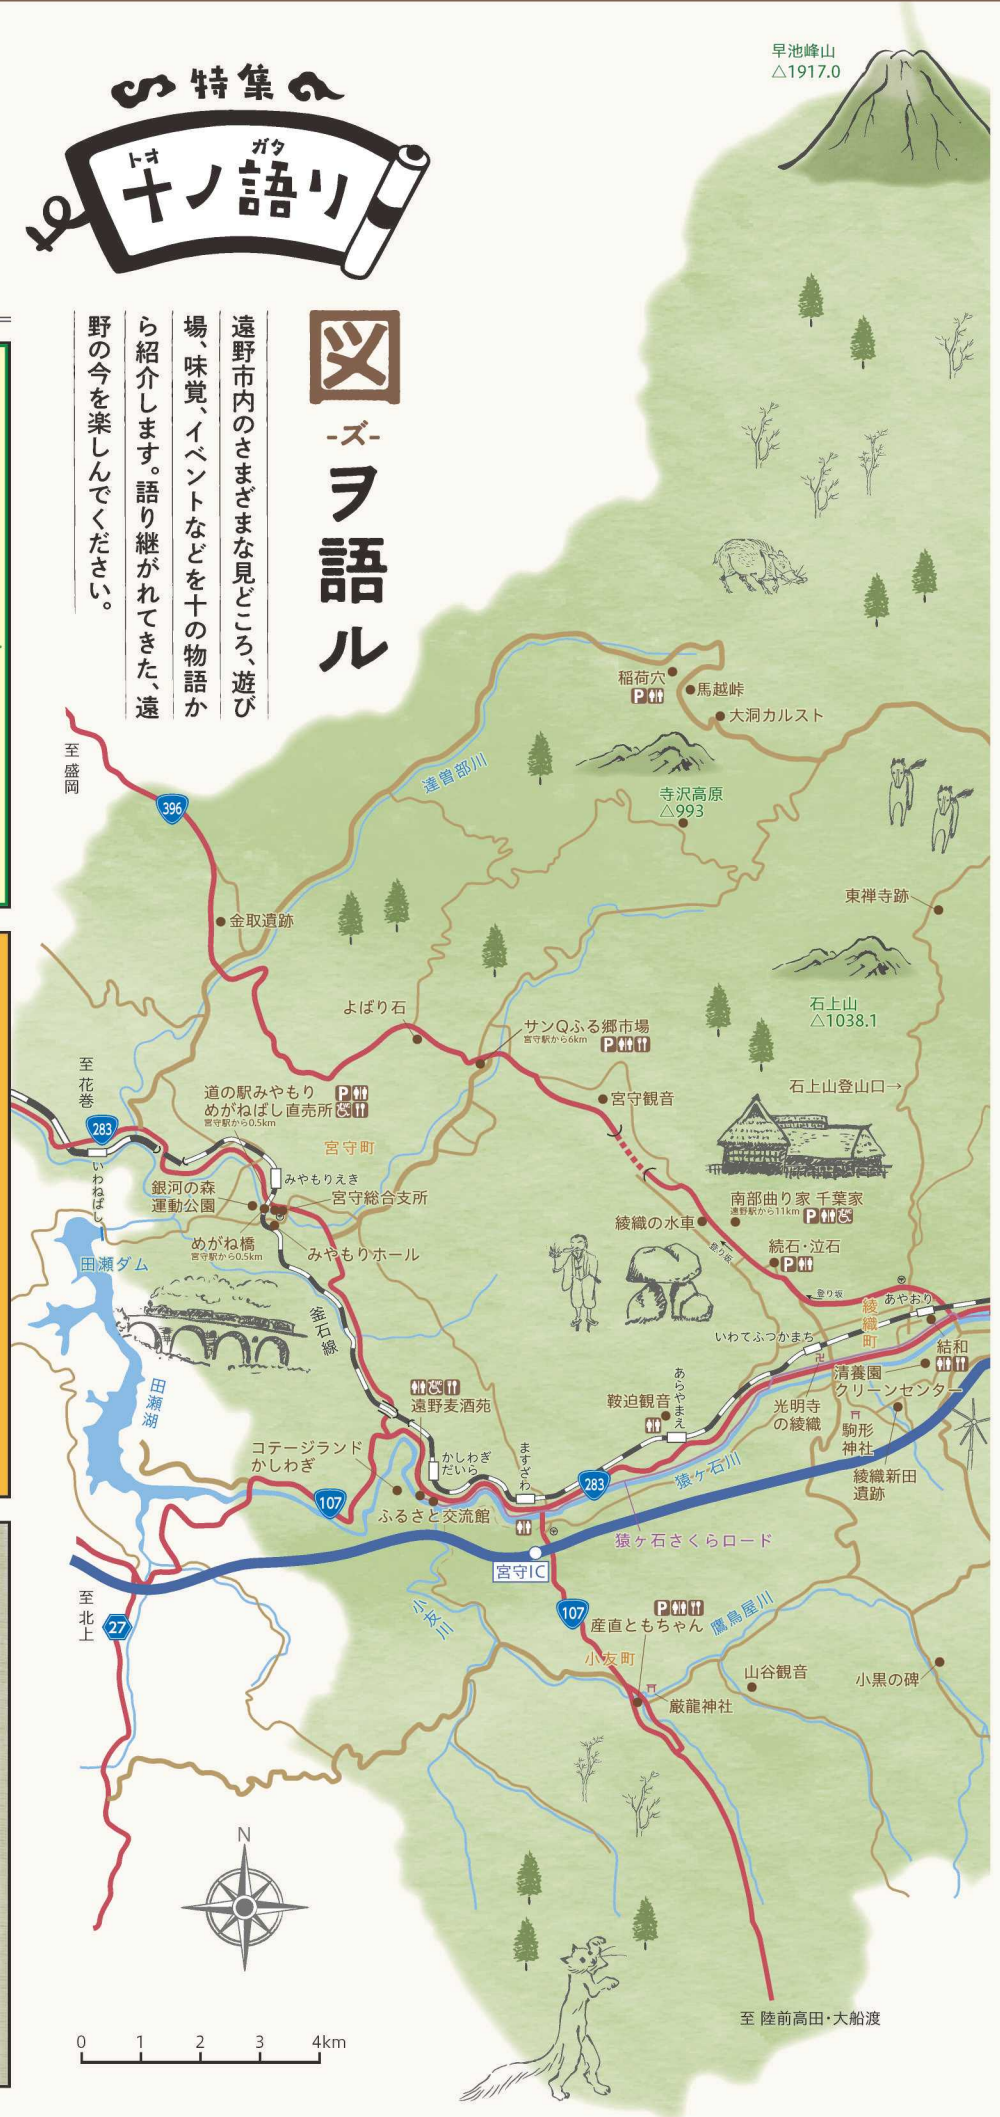 特集
十ノ語リ
トオ ガタ
図
-ズ-
ヲ語ル
遠野市内のさまざまな見どころ、遊び
場、味覚、イベントなどを十の物語か
ら紹介します。語り継がれてきた、遠
野の今を楽しんでください。
早池峰山
△1917.0
稲荷穴
P
馬越峠
大洞カルスト
達曽部川
寺沢高原
△993
至 盛岡
396
金取遺跡
東禅寺跡
石上山
△1038.1
石上山登山口→
よばり石
サンQふる郷市場
宮守駅から6km
P
宮守観音
至 花巻
283
いわねばし
道の駅みやもり
P
めがねばし直売所
宮守駅から0.5km
宮守町
みやもりえき
銀河の森
運動公園
宮守総合支所
めがね橋
宮守駅から0.5km
みやもりホール
田瀬ダム
釜石線
田瀬湖
南部曲り家 千葉家
遠野駅から11km
P
綾織の水車
登り坂
続石・泣石
P
登り坂
綾織町
あやおり
いわてふつかまち
結和
清養園
クリーンセンター
光明寺
の綾織
駒形
神社
綾織新田
遺跡
あらやまえ
鞍迫観音
遠野麦酒苑
コテージランド
かしわぎ
かしわぎ
だいら
ますざわ
283
猿ヶ石川
107
ふるさと交流館
猿ヶ石さくらロード
宮守IC
至 北上
27
小友川
107
P
産直ともちゃん
鷹鳥屋川
小友町
山谷観音
小黒の碑
厳龍神社
N
至 陸前高田・大船渡
0 1 2 3 4km